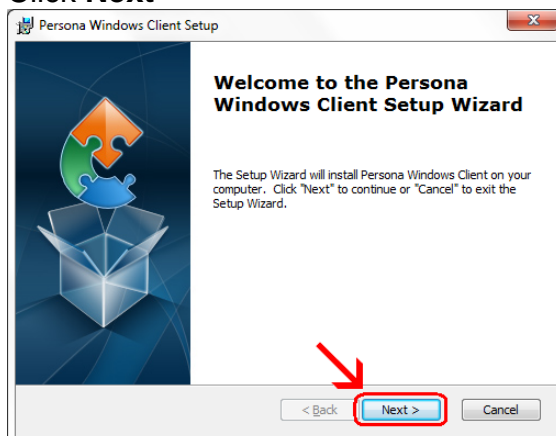 Click Next
Persona Windows Client Setup
Welcome to the Persona
Windows Client Setup Wizard
The Setup Wizard will install Persona Windows Client on your
computer. Click "Next" to continue or "Cancel" to exit the
Setup Wizard.
< Back
Next >
Cancel